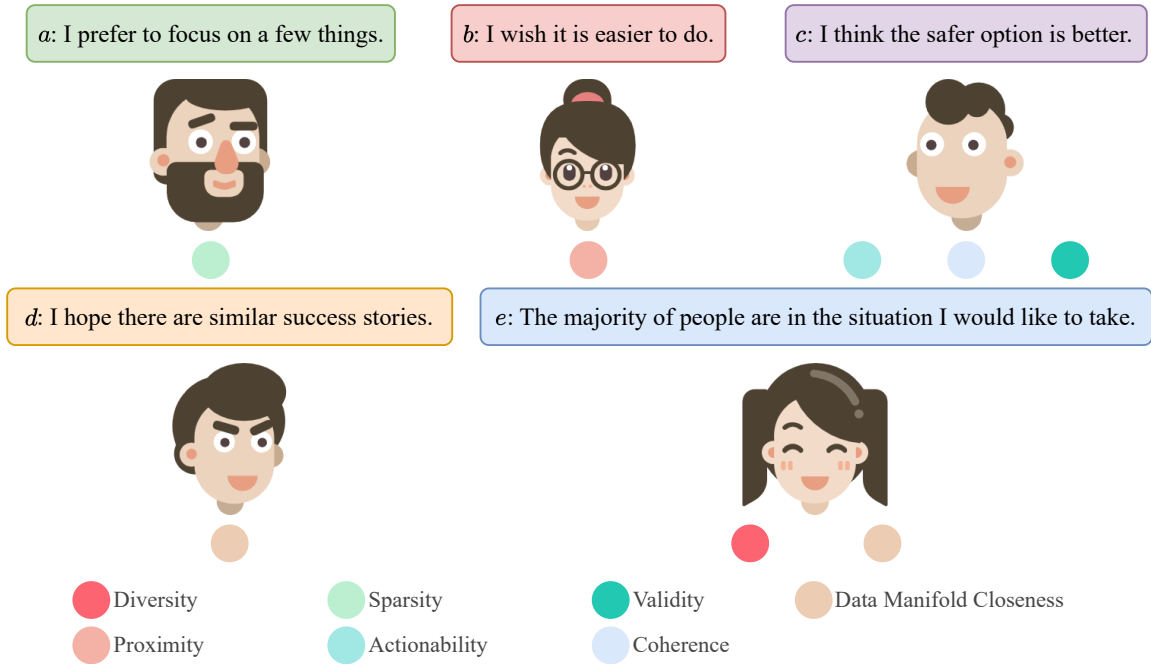 a: I prefer to focus on a few things.
b: I wish it is easier to do.
c: I think the safer option is better.
d: I hope there are similar success stories.
e: The majority of people are in the situation I would like to take.
Diversity
Sparsity
Validity
Data Manifold Closeness
Proximity
Actionability
Coherence